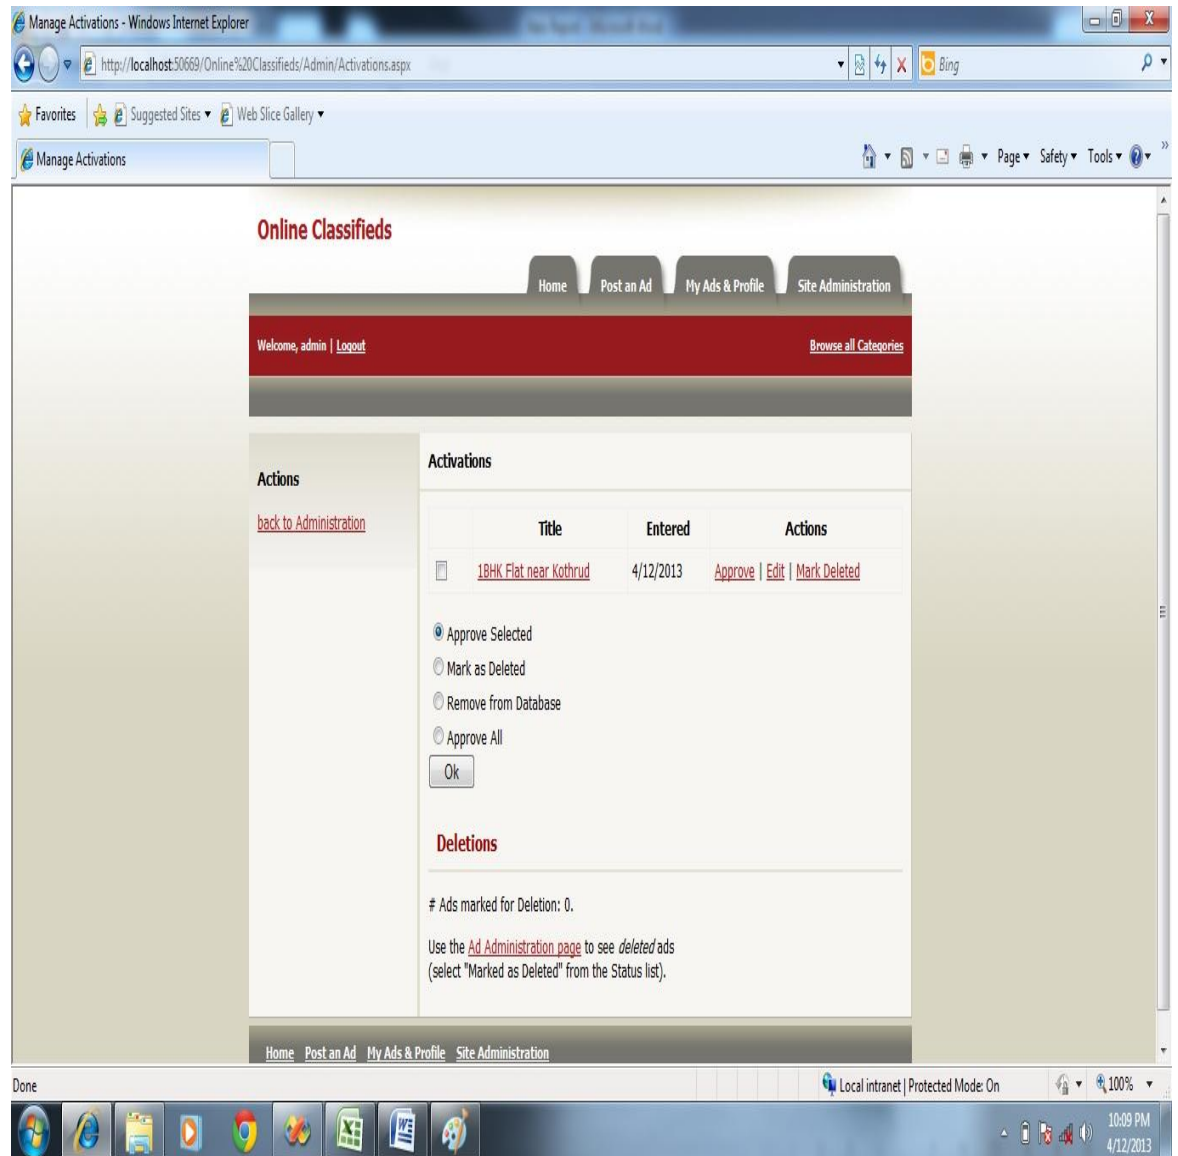 Manage Activations - Windows Internet Explorer
http://localhost:50669/Online%20Classifieds/Admin/Activations.aspx
Bing
Favorites Suggested Sites Web Slice Gallery
Manage Activations
Page Safety Tools
Online Classifieds
Home Post an Ad My Ads & Profile Site Administration
Welcome, admin | Logout Browse all Categories
Actions
back to Administration
Activations
Title Entered Actions
1BHK Flat near Kothrud 4/12/2013 Approve | Edit | Mark Deleted
Approve Selected
Mark as Deleted
Remove from Database
Approve All
Ok
Deletions
# Ads marked for Deletion: 0.
Use the Ad Administration page to see deleted ads
(select "Marked as Deleted" from the Status list).
Home Post an Ad My Ads & Profile Site Administration
Done Local intranet | Protected Mode: On 100%
10:09 PM
4/12/2013